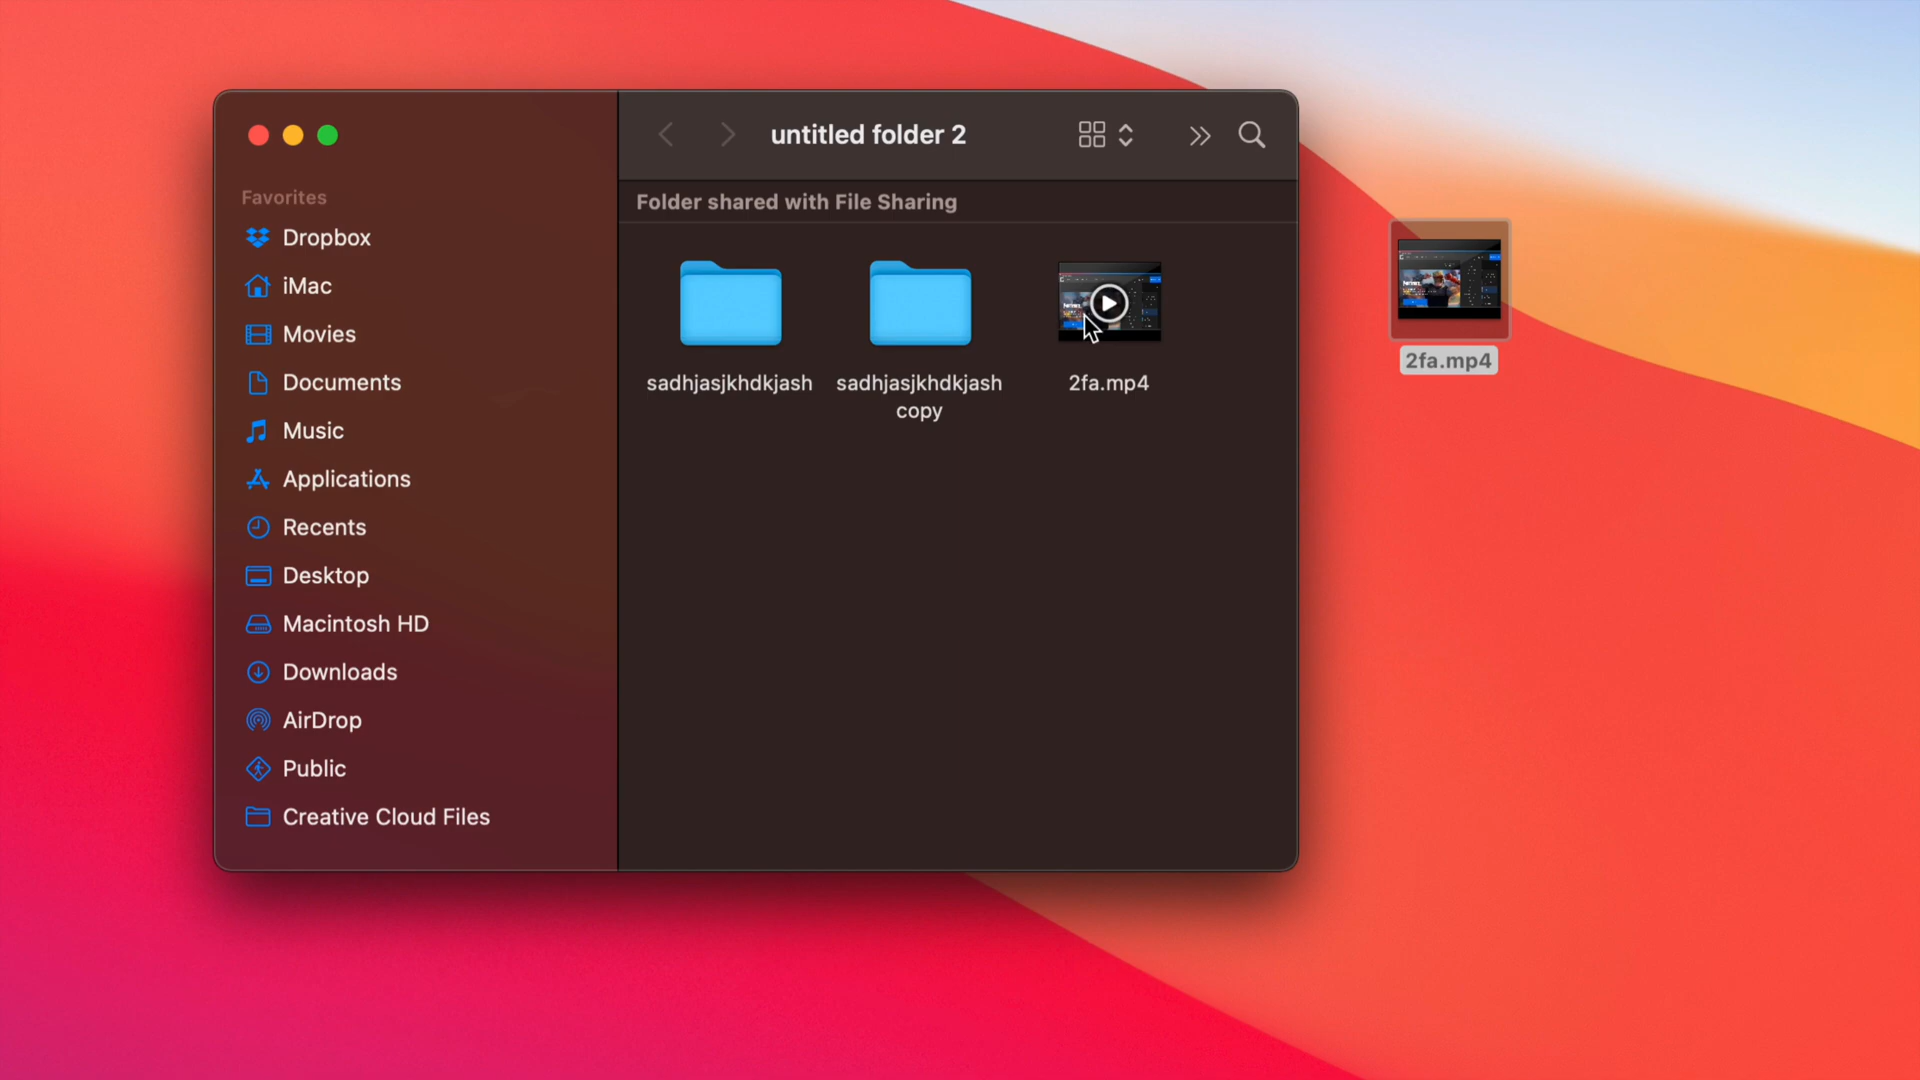 untitled folder 2
Favorites
Dropbox
iMac
Movies
Documents
Music
Applications
Recents
Desktop
Macintosh HD
Downloads
AirDrop
Public
Creative Cloud Files
Folder shared with File Sharing
sadhjasjkhdkjash
sadhjasjkhdkjash
copy
2fa.mp4
2fa.mp4